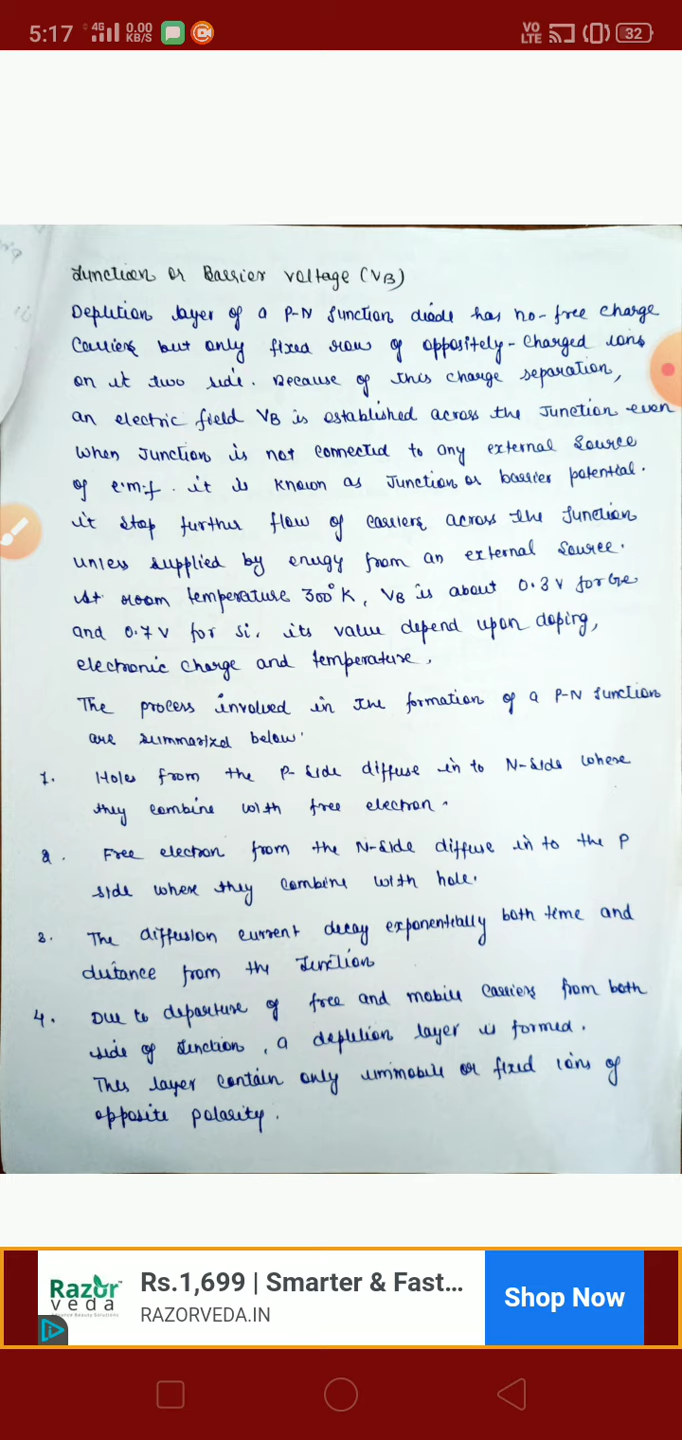 5:17 4G 0.00 KB/S VO LTE 32
Junction or Barrier voltage (VB)
Depletion layer of a P-N Junction diode has no-free charge
Carriers but only fixed row of oppositely-charged ions
on it two side. Because of this charge separation,
an electric field VB is established across the Junction even
when Junction is not connected to any external Source
of e.m.f. it is known as Junction or barrier potential.
it stop further flow of carriers across the Junction
unless supplied by energy from an external Source.
At room temperature 300°K, VB is about 0.3 v for Ge
and 0.7 v for si. its value depend upon doping,
electronic charge and temperature,
The process involved in the formation of a P-N Junction
are summarized below.
1. Holes from the P-Side diffuse in to N-Side where
they combine with free electron.
2. Free electron from the N-Side diffuse in to the P
side where they combine with hole.
3. The diffusion current decay exponentially both time and
distance from the Junction
4. Due to departure of free and mobile carriers from both
side of Junction, a depletion layer is formed.
This layer contain only immobile or fixed ions of
opposite polarity.
Razor veda
Rs.1,699 | Smarter & Fast...
RAZORVEDA.IN
Shop Now